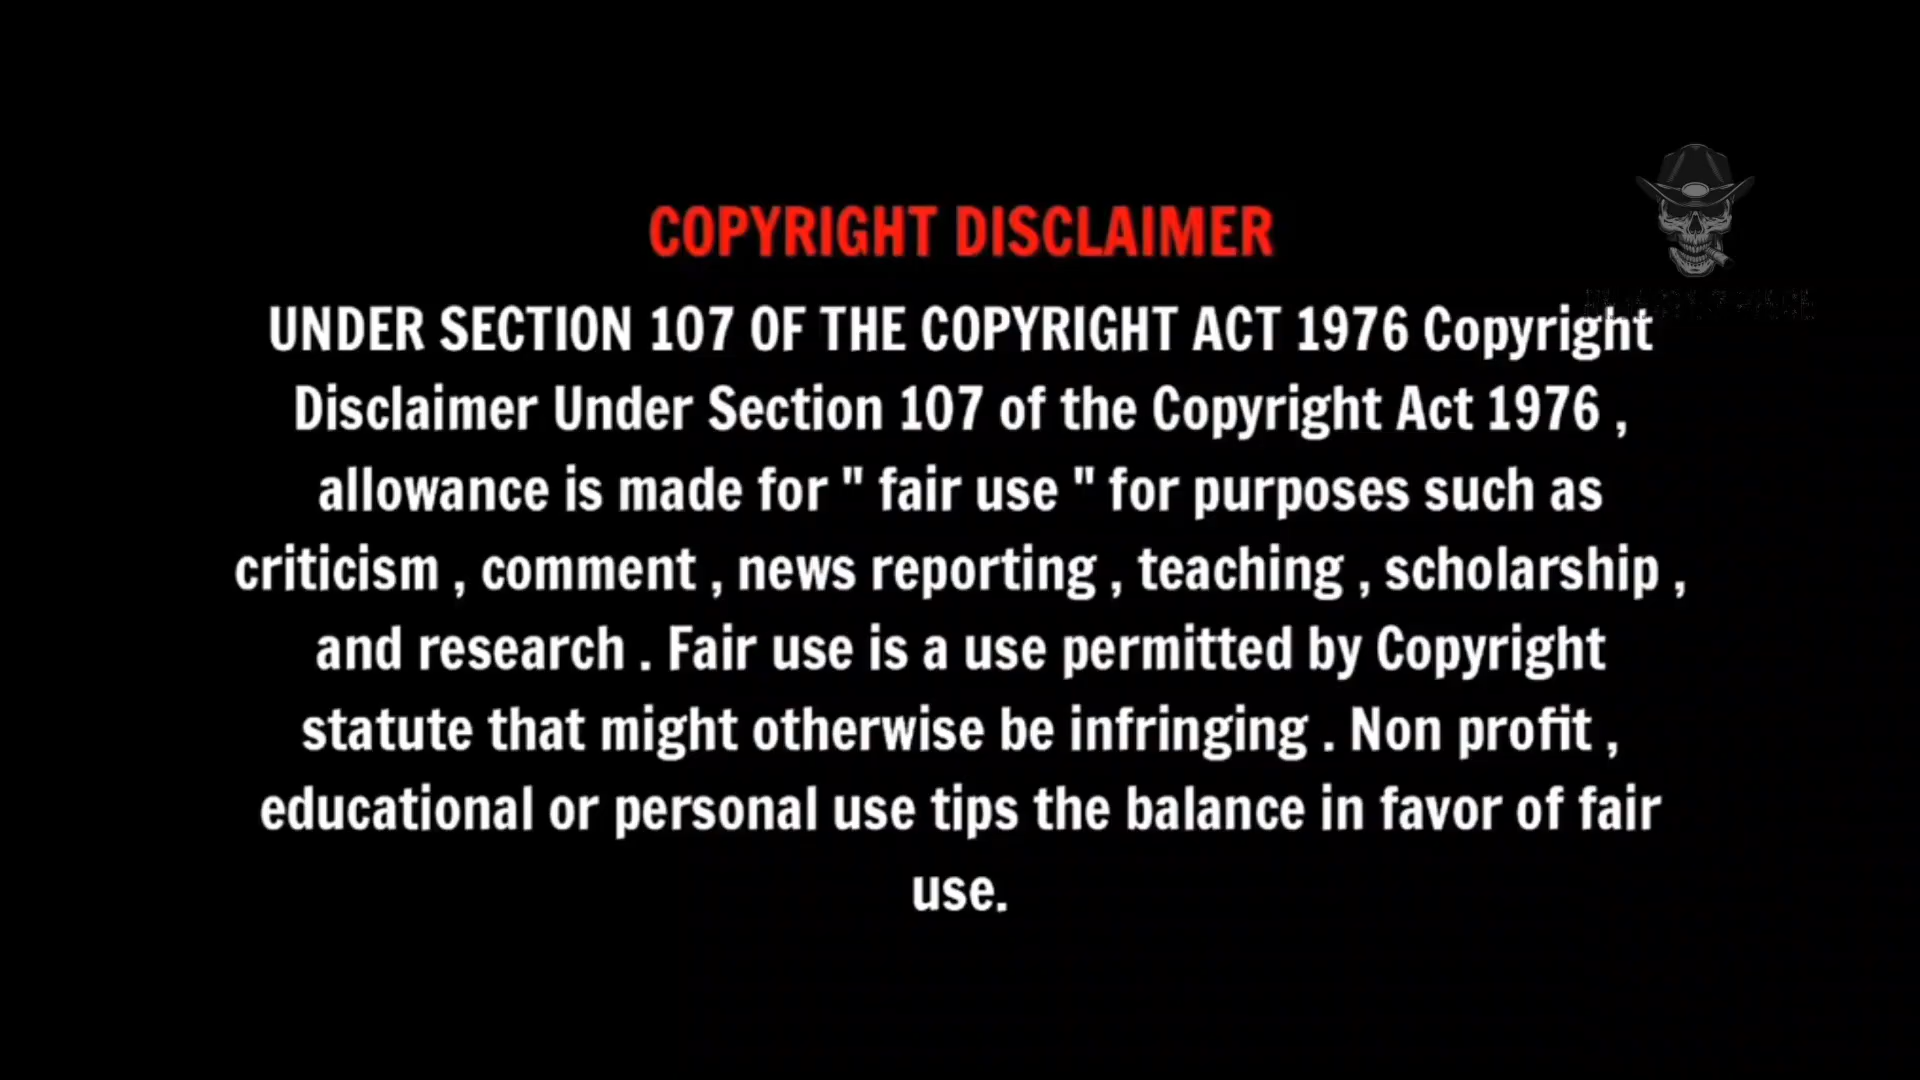 COPYRIGHT DISCLAIMER
UNDER SECTION 107 OF THE COPYRIGHT ACT 1976 Copyright
Disclaimer Under Section 107 of the Copyright Act 1976 ,
allowance is made for " fair use " for purposes such as
criticism , comment , news reporting , teaching , scholarship ,
and research . Fair use is a use permitted by Copyright
statute that might otherwise be infringing . Non profit ,
educational or personal use tips the balance in favor of fair
use.